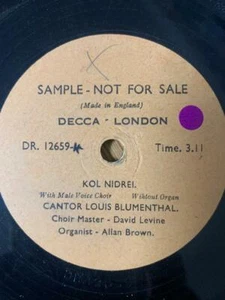 SAMPLE - NOT FOR SALE
(Made in England)
DECCA - LONDON
DR. 12659 Time. 3.11
KOL NIDREI.
With Male Voice Choir Without Organ
CANTOR LOUIS BLUMENTHAL.
Choir Master - David Levine
Organist - Allan Brown.